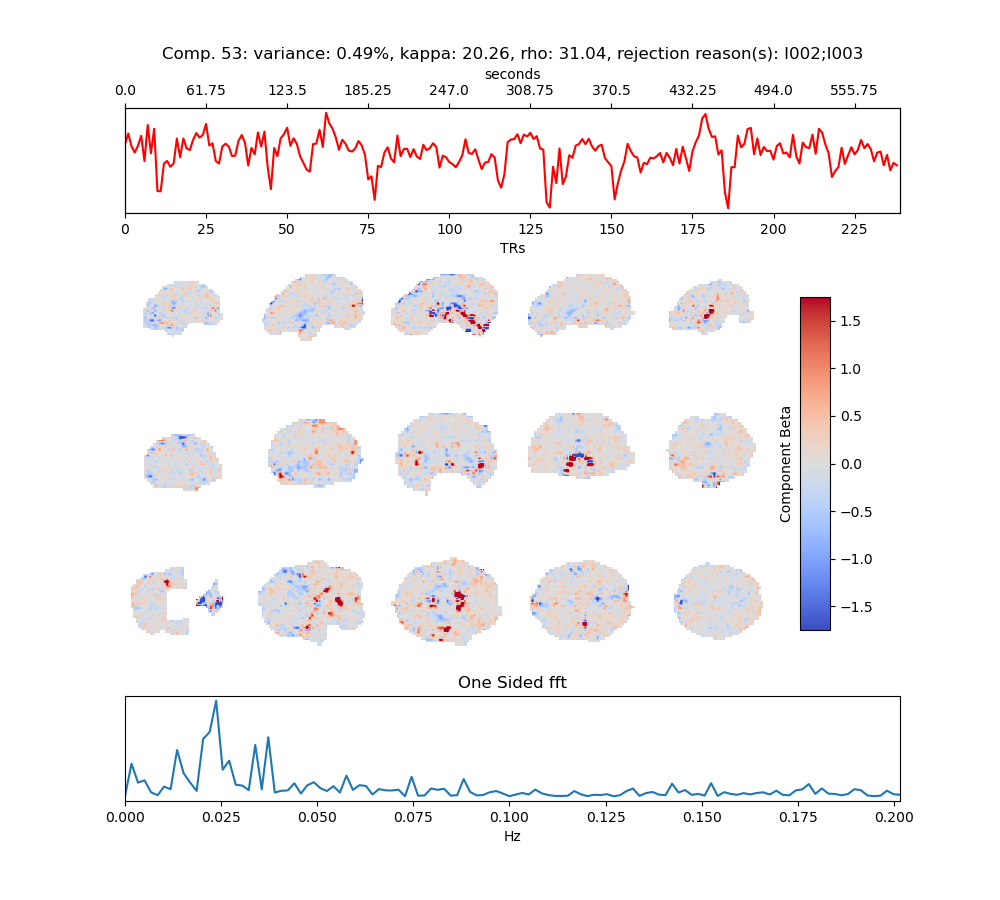 Comp. 53: variance: 0.49%, kappa: 20.26, rho: 31.04, rejection reason(s): I002;I003
seconds
0.0 61.75 123.5 185.25 247.0 308.75 370.5 432.25 494.0 555.75
0 25 50 75 100 125 150 175 200 225
TRs
1.5
1.0
0.5
0.0
−0.5
−1.0
−1.5
Component Beta
One Sided fft
0.000 0.025 0.050 0.075 0.100 0.125 0.150 0.175 0.200
Hz